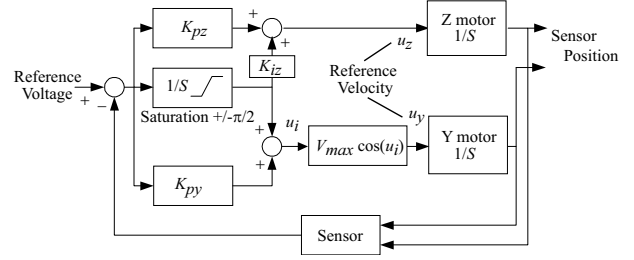 K_pz
+
+
+
u_z
Z motor
1/S
Sensor
Position
K_iz
Reference
Voltage
+
−
1/S
Saturation +/-π/2
u_i
+
+
Reference
Velocity
u_y
V_max cos(u_i)
Y motor
1/S
K_py
Sensor